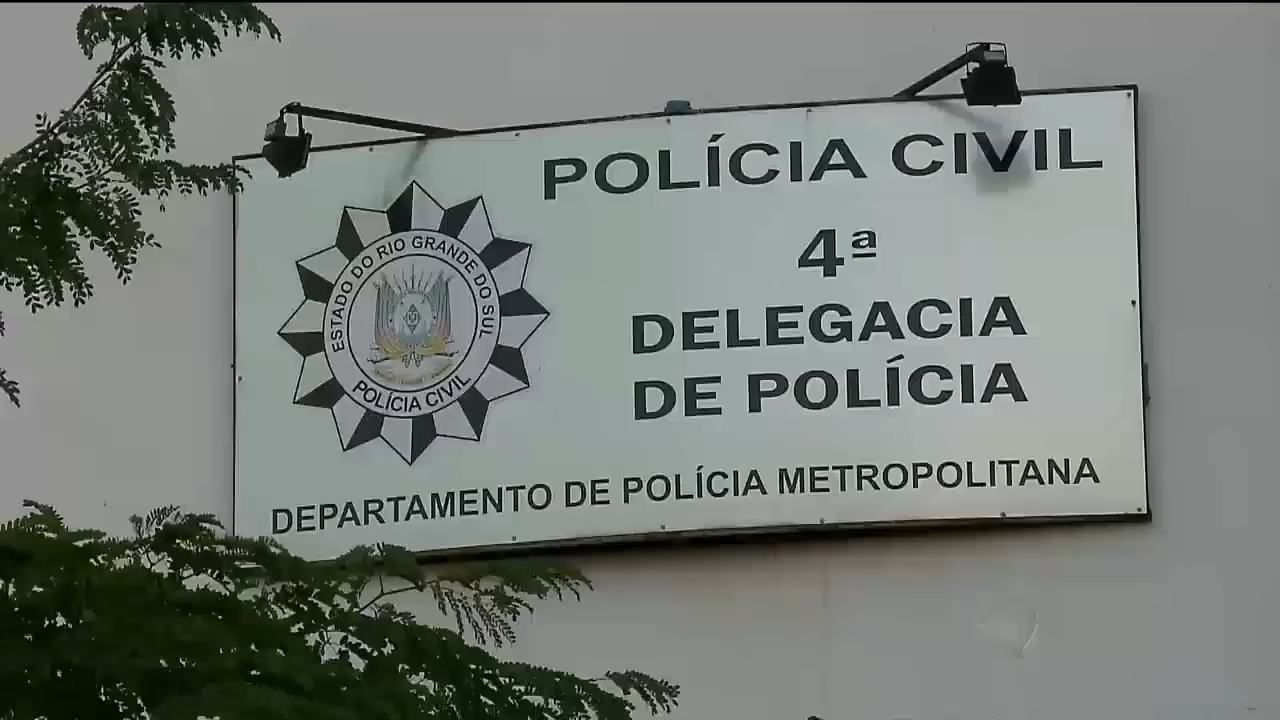 POLÍCIA CIVIL
4ª
DELEGACIA
DE POLÍCIA
ESTADO DO RIO GRANDE DO SUL
POLÍCIA CIVIL
DEPARTAMENTO DE POLÍCIA METROPOLITANA